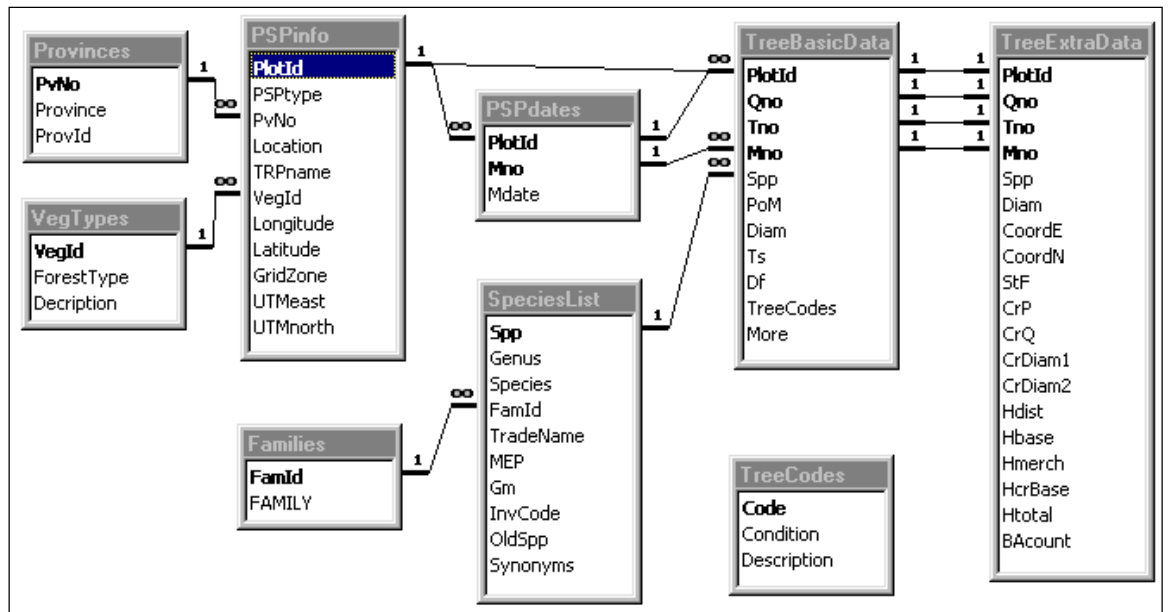 Provinces
PvNo
Province
ProvId
VegTypes
VegId
ForestType
Decription
PSPinfo
PlotId
PSPtype
PvNo
Location
TRPname
VegId
Longitude
Latitude
GridZone
UTMeast
UTMnorth
Families
FamId
FAMILY
PSPdates
PlotId
Mno
Mdate
SpeciesList
Spp
Genus
Species
FamId
TradeName
MEP
Gm
InvCode
OldSpp
Synonyms
TreeBasicData
PlotId
Qno
Tno
Mno
Spp
PoM
Diam
Ts
Df
TreeCodes
More
TreeCodes
Code
Condition
Description
TreeExtraData
PlotId
Qno
Tno
Mno
Spp
Diam
CoordE
CoordN
StF
CrP
CrQ
CrDiam1
CrDiam2
Hdist
Hbase
Hmerch
HcrBase
Htotal
BAcount
1
∞
1
∞
1
∞
∞
1
∞
1
1
∞
∞
1
1
∞
1 1
1 1
1 1
1 1